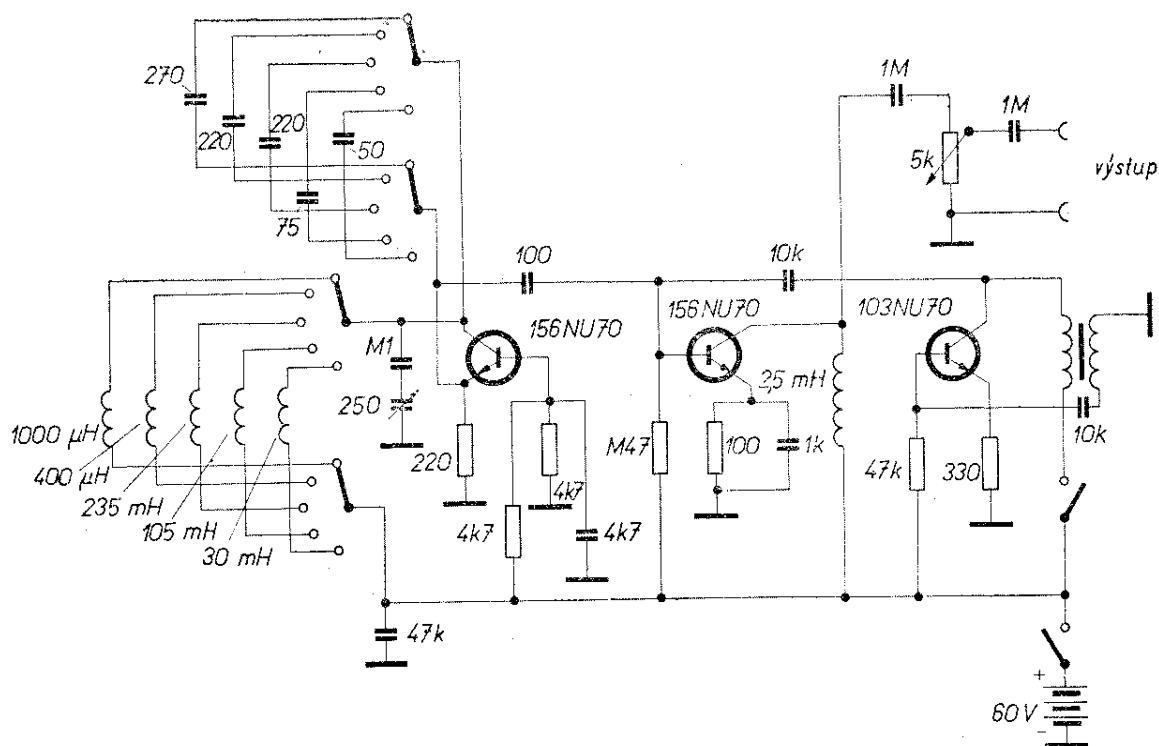 270
220
220
50
75
1M
1M
5k
výstup
100
10k
156NU70
156NU70
103NU70
M1
250
2,5 mH
1000 µH
400 µH
235 mH
105 mH
30 mH
220
4k7
4k7
4k7
M47
100
1k
47k
330
10k
47k
+
60V
-